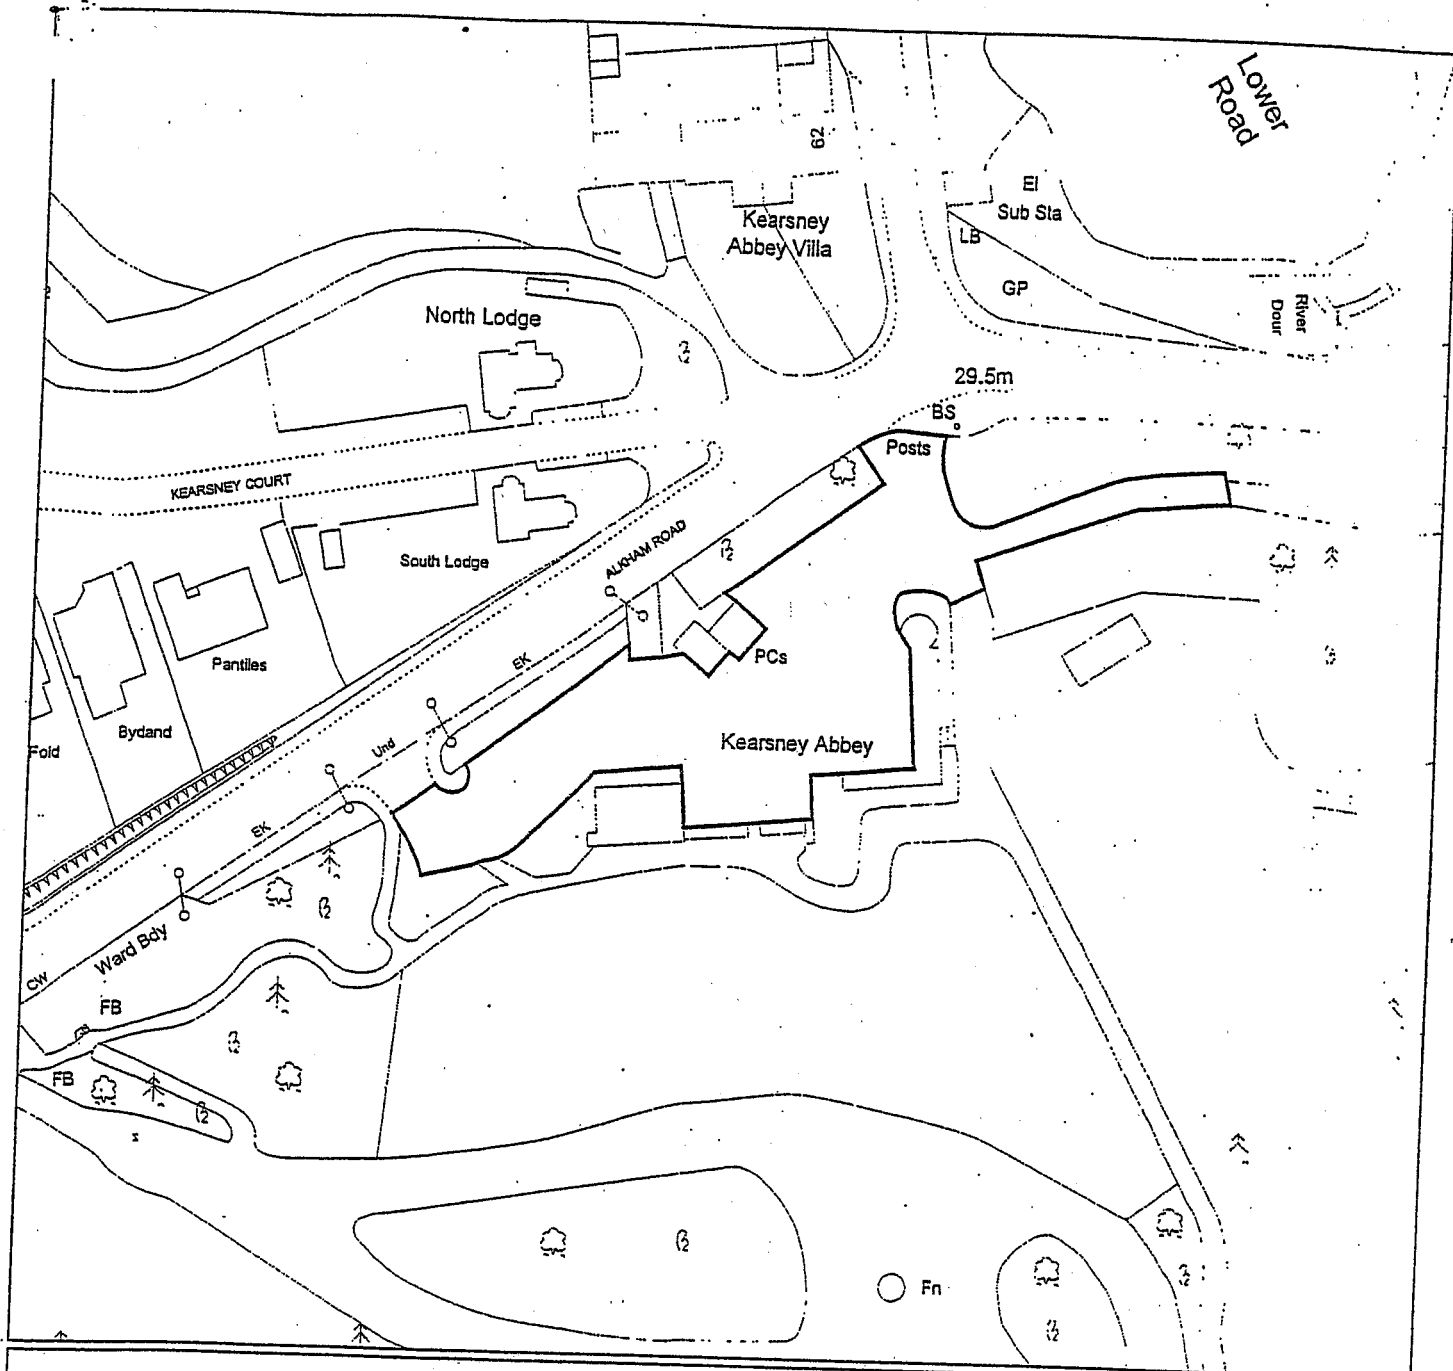 Lower
Road
62
El
Sub Sta
Kearsney
Abbey Villa
LB
GP
River
Dour
North Lodge
29.5m
BS
Posts
KEARSNEY COURT
ALKHAM ROAD
South Lodge
EK
PCs
Pantiles
2
Bydand
Fold
Und
Kearsney Abbey
EK
Ward Bdy
CW
FB
FB
Fn